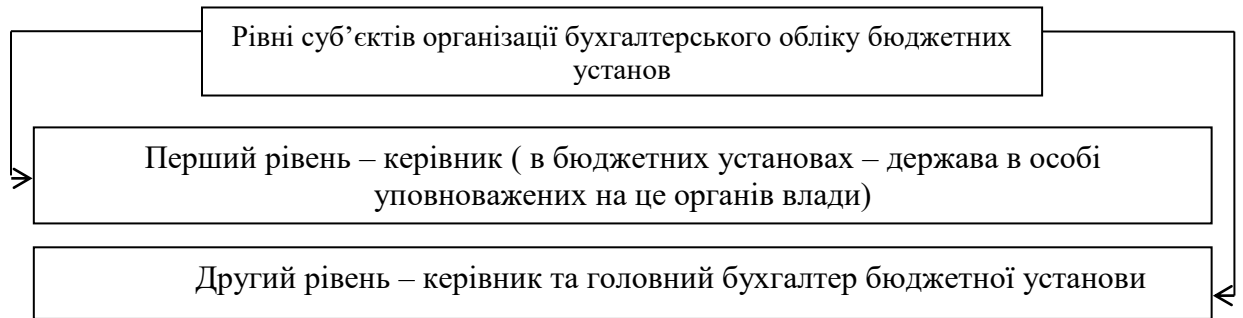 Рівні суб’єктів організації бухгалтерського обліку бюджетних
установ
Перший рівень – керівник ( в бюджетних установах – держава в особі
уповноважених на це органів влади)
Другий рівень – керівник та головний бухгалтер бюджетної установи